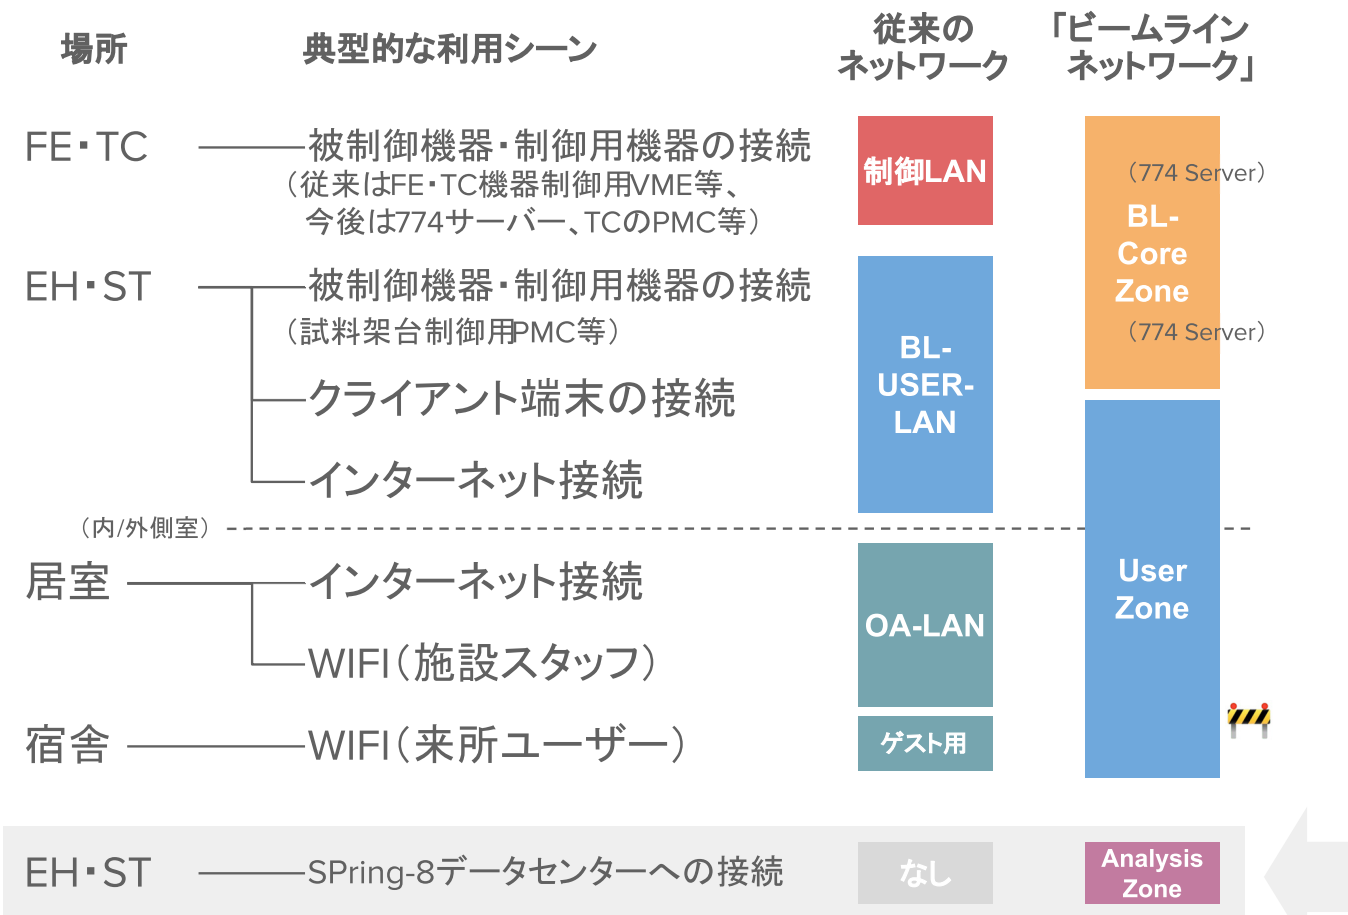 場所
典型的な利用シーン
従来の
ネットワーク
「ビームライン
ネットワーク」
FE・TC
被制御機器・制御用機器の接続
（従来はFE・TC機器制御用VME等、
今後は774サーバー、TCのPMC等）
制御LAN
（774 Server）
BL-
Core
Zone
（774 Server）
EH・ST
被制御機器・制御用機器の接続
（試料架台制御用PMC等）
クライアント端末の接続
インターネット接続
BL-
USER-
LAN
（内/外側室）
居室
インターネット接続
WIFI（施設スタッフ）
OA-LAN
User
Zone
宿舎
WIFI（来所ユーザー）
ゲスト用
EH・ST
SPring-8データセンターへの接続
なし
Analysis
Zone